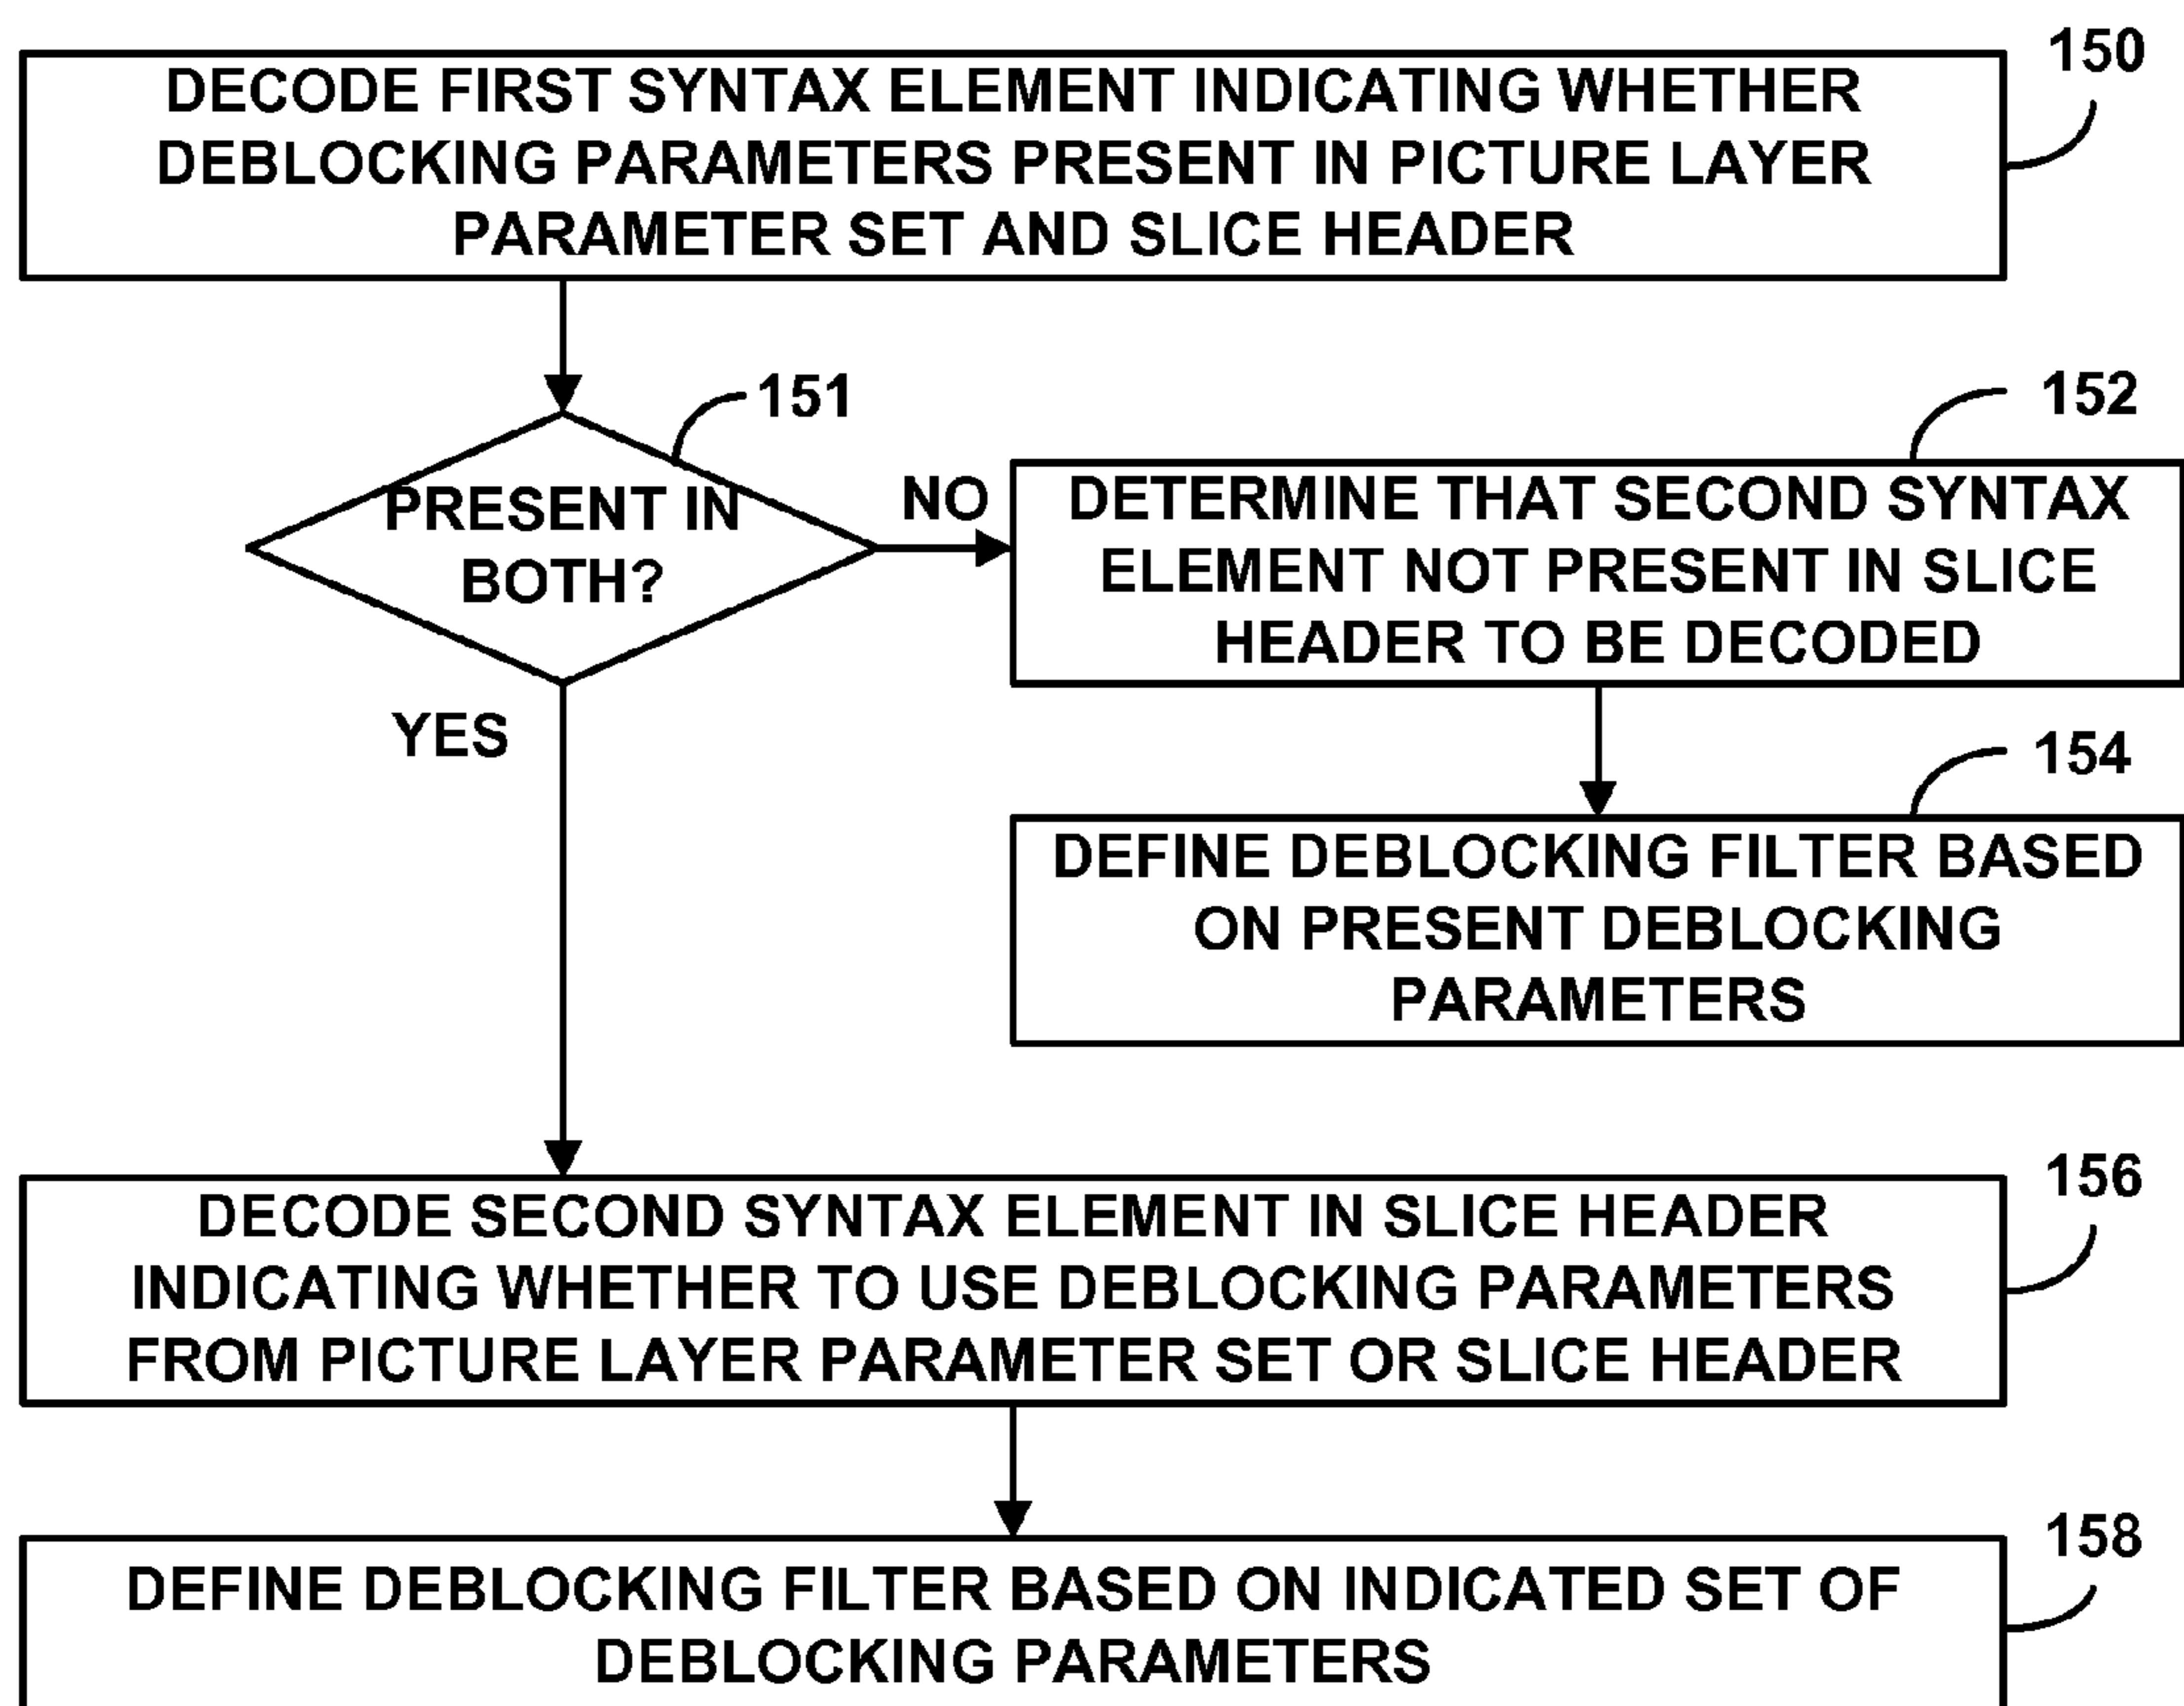 150
DECODE FIRST SYNTAX ELEMENT INDICATING WHETHER
DEBLOCKING PARAMETERS PRESENT IN PICTURE LAYER
PARAMETER SET AND SLICE HEADER
151
PRESENT IN
BOTH?
NO
YES
152
DETERMINE THAT SECOND SYNTAX
ELEMENT NOT PRESENT IN SLICE
HEADER TO BE DECODED
154
DEFINE DEBLOCKING FILTER BASED
ON PRESENT DEBLOCKING
PARAMETERS
156
DECODE SECOND SYNTAX ELEMENT IN SLICE HEADER
INDICATING WHETHER TO USE DEBLOCKING PARAMETERS
FROM PICTURE LAYER PARAMETER SET OR SLICE HEADER
158
DEFINE DEBLOCKING FILTER BASED ON INDICATED SET OF
DEBLOCKING PARAMETERS